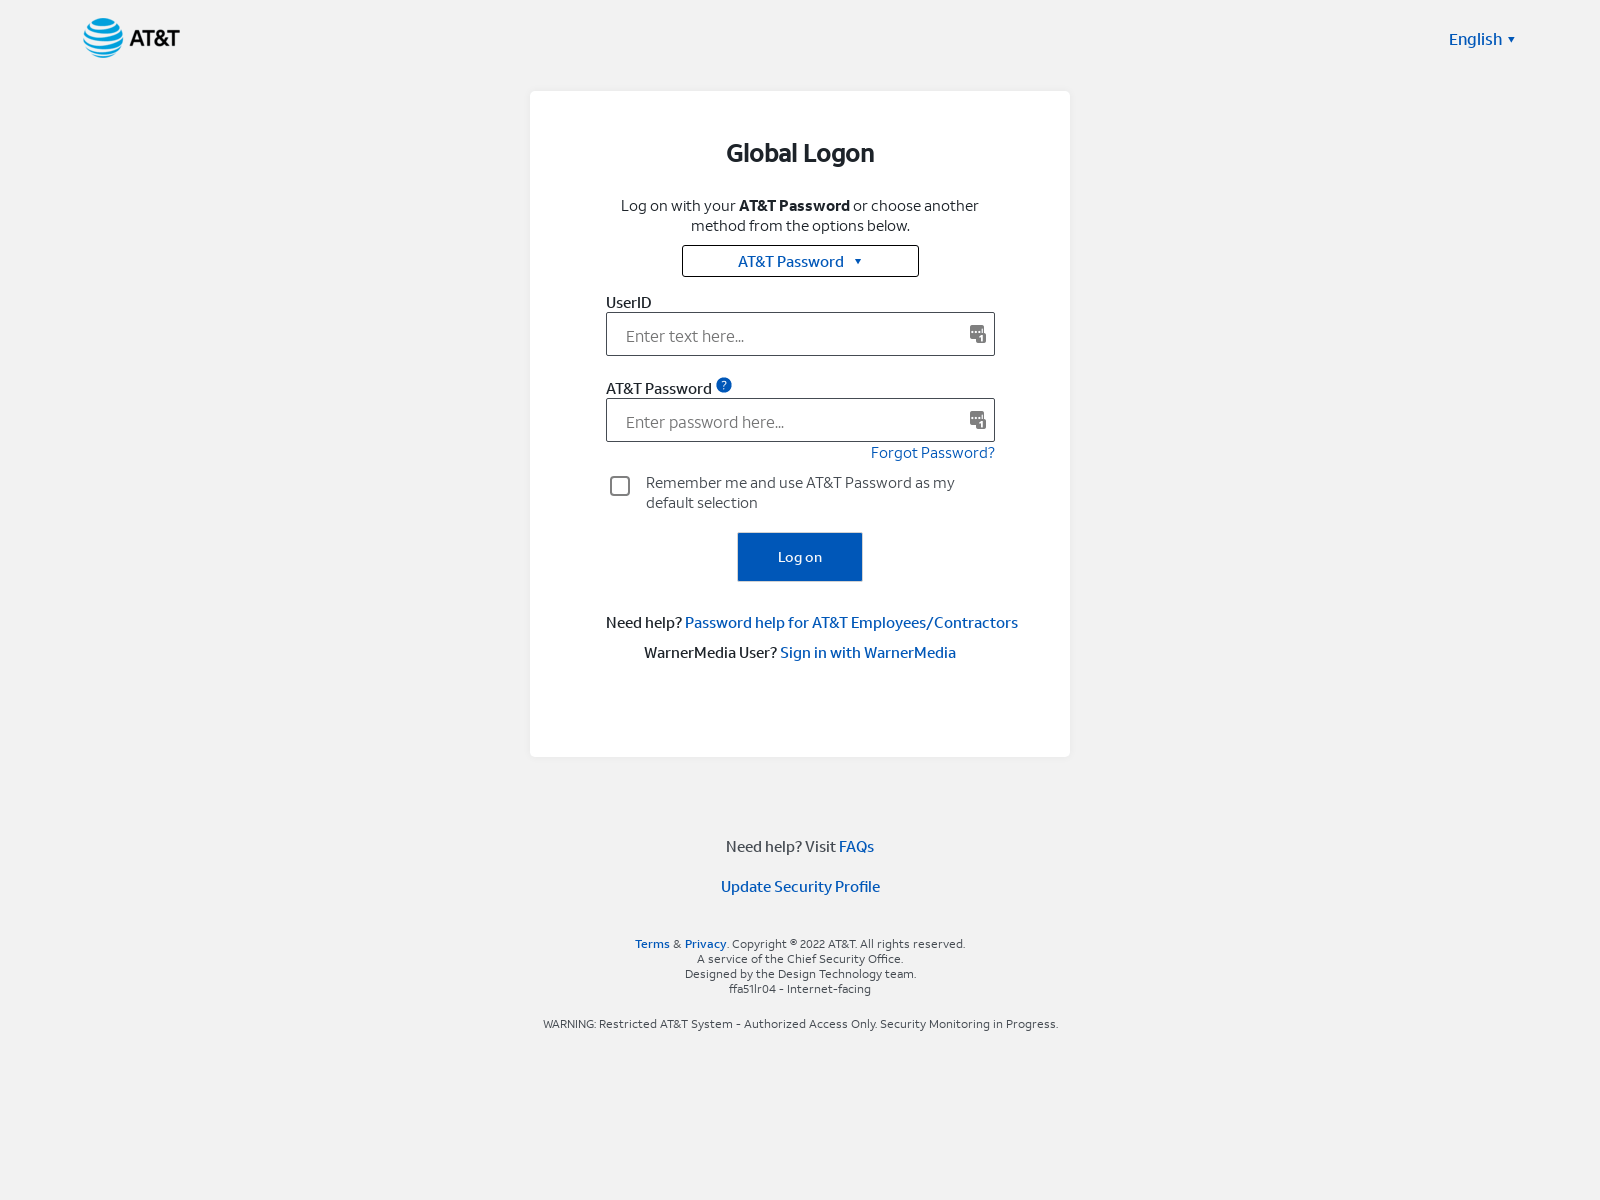 AT&T
English
Global Logon
Log on with your AT&T Password or choose another
method from the options below.
AT&T Password
UserID
Enter text here...
AT&T Password ?
Enter password here...
Forgot Password?
Remember me and use AT&T Password as my
default selection
Log on
Need help? Password help for AT&T Employees/Contractors
WarnerMedia User? Sign in with WarnerMedia
Need help? Visit FAQs
Update Security Profile
Terms & Privacy. Copyright © 2022 AT&T. All rights reserved.
A service of the Chief Security Office.
Designed by the Design Technology team.
ffa51lr04 - Internet-facing
WARNING: Restricted AT&T System - Authorized Access Only. Security Monitoring in Progress.